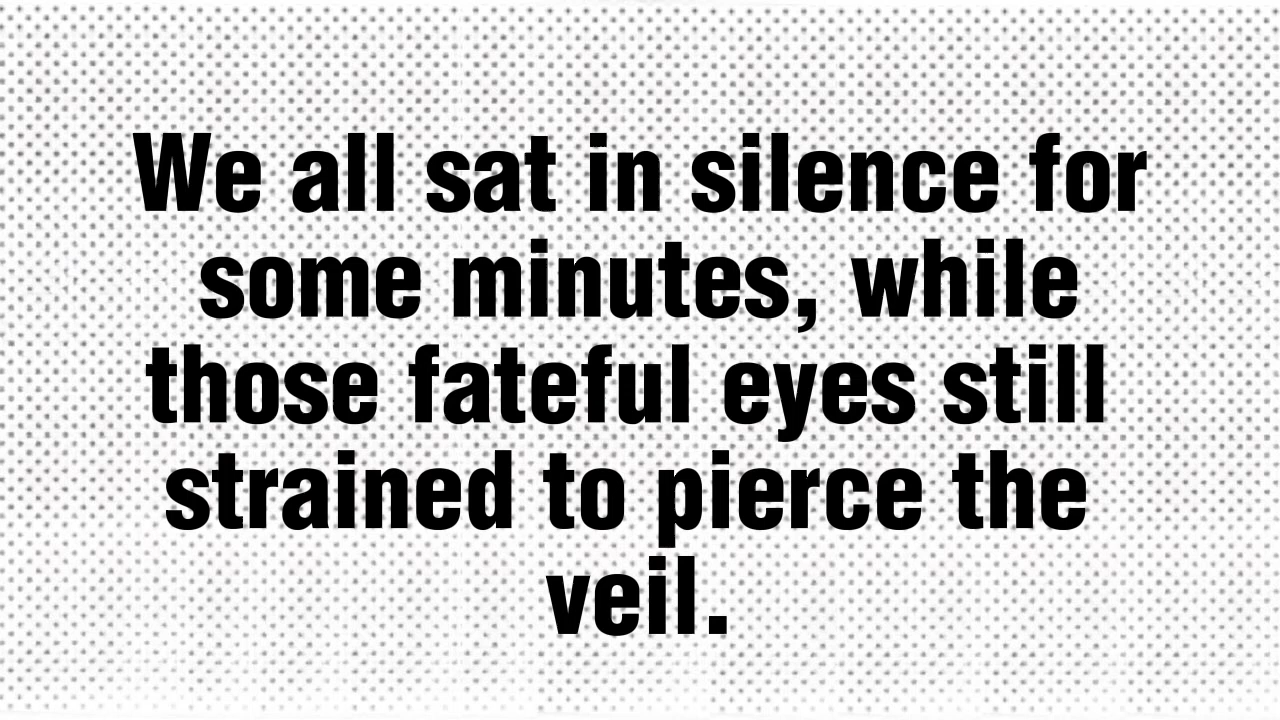 We all sat in silence for
some minutes, while
those fateful eyes still
strained to pierce the
veil.